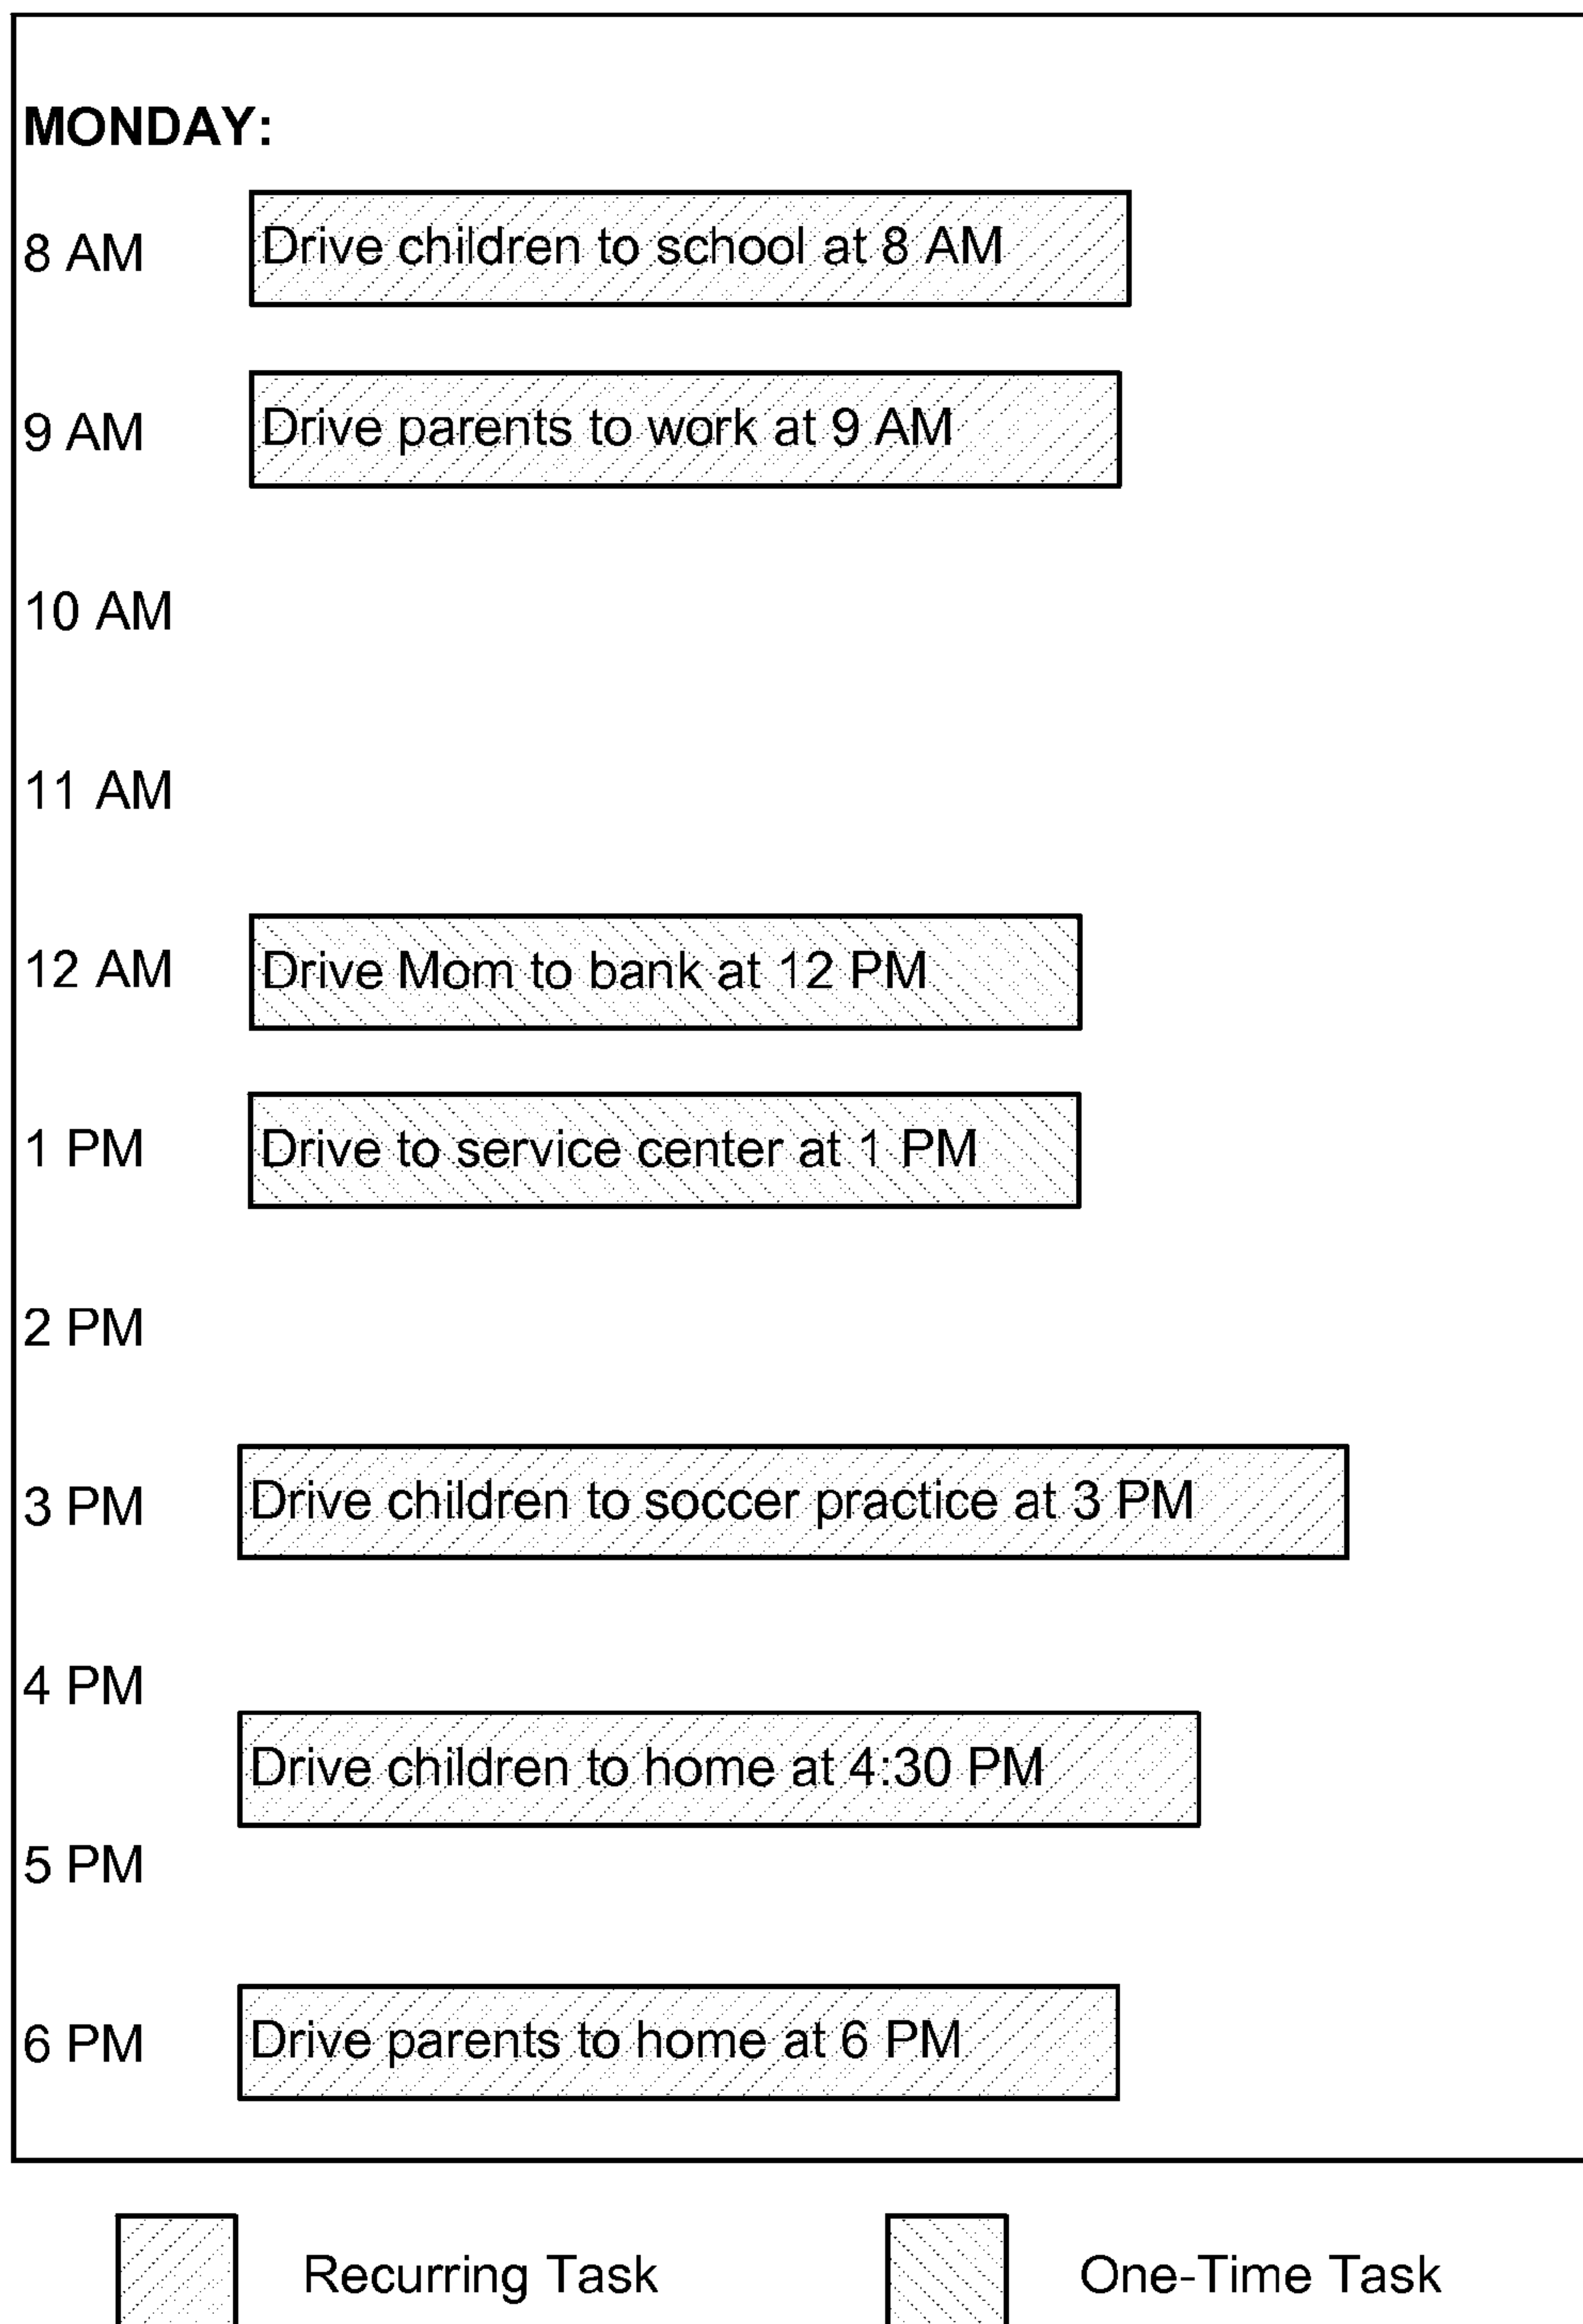 MONDAY:
8 AM Drive children to school at 8 AM
9 AM Drive parents to work at 9 AM
10 AM
11 AM
12 AM Drive Mom to bank at 12 PM
1 PM Drive to service center at 1 PM
2 PM
3 PM Drive children to soccer practice at 3 PM
4 PM
Drive children to home at 4:30 PM
5 PM
6 PM Drive parents to home at 6 PM
Recurring Task One-Time Task